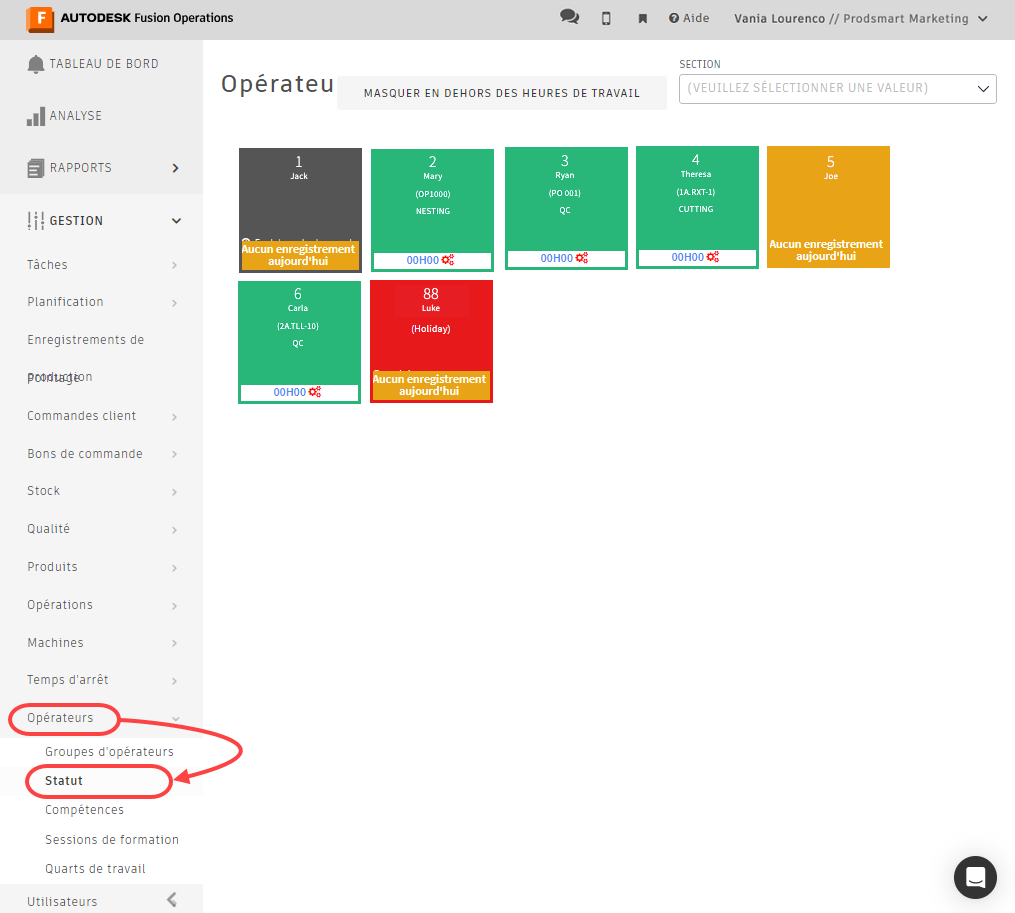 AUTODESK Fusion Operations
Aide
Vania Lourenco // Prodsmart Marketing
TABLEAU DE BORD
ANALYSE
RAPPORTS
GESTION
Tâches
Planification
Enregistrements de
production
Pointage
Commandes client
Bons de commande
Stock
Qualité
Produits
Opérations
Machines
Temps d'arrêt
Opérateurs
Groupes d'opérateurs
Statut
Compétences
Sessions de formation
Quarts de travail
Utilisateurs
Opérateu
MASQUER EN DEHORS DES HEURES DE TRAVAIL
SECTION
(VEUILLEZ SÉLECTIONNER UNE VALEUR)
1
Jack
Aucun enregistrement
aujourd'hui
2
Mary
(OP1000)
NESTING
00H00
3
Ryan
(PO 001)
QC
00H00
4
Theresa
(1A.RXT-1)
CUTTING
00H00
5
Joe
Aucun enregistrement
aujourd'hui
6
Carla
(2A.TLL-10)
QC
00H00
88
Luke
(Holiday)
Aucun enregistrement
aujourd'hui